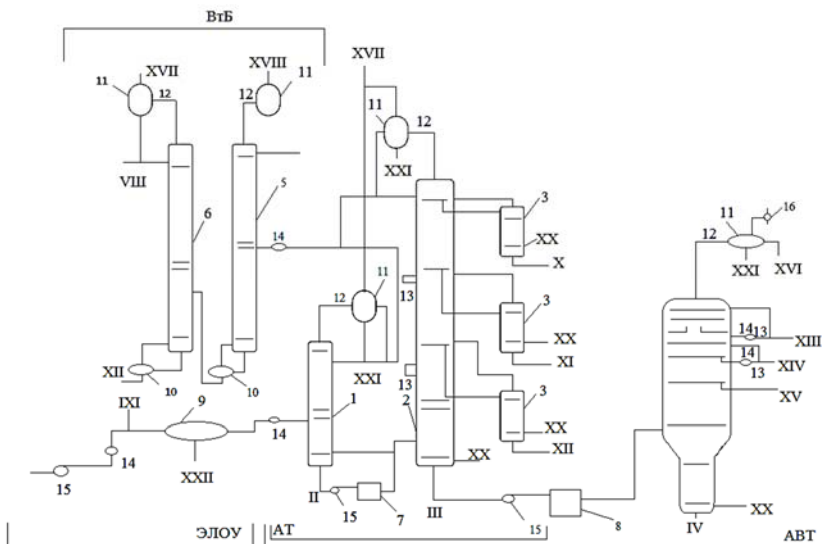 ВтБ
XVII
XVIII
XVII
11
12
12
11
11
12
XXI
VШ
6
5
14
3
XX
X
13
3
XX
XI
13
3
XX
XII
12
11
XXI
XII
10
10
1
2
IXI
9
14
14
XXII
15
II
15
7
III
XX
15
8
11
12
16
XXI
XVI
14
13
XIII
14
13
XIV
XV
XX
IV
ЭЛОУ
АТ
АВТ